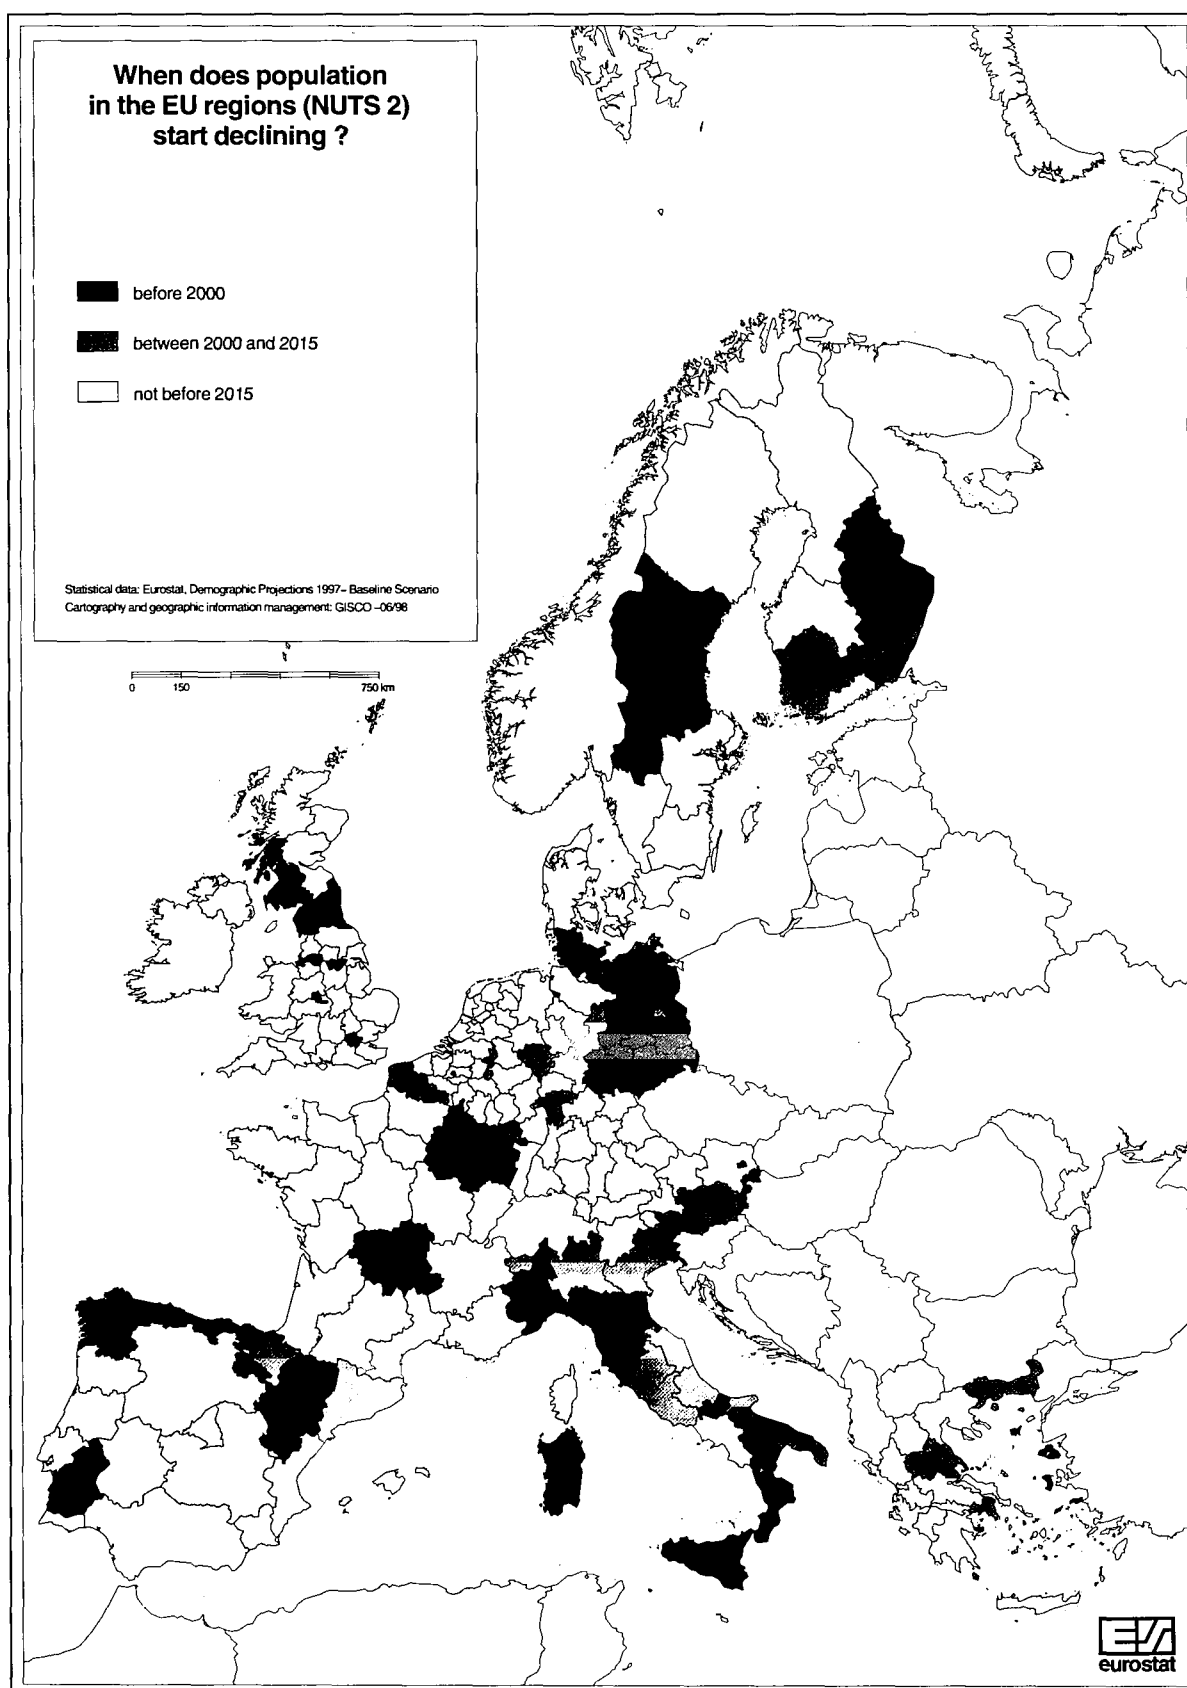 When does population
in the EU regions (NUTS 2)
start declining ?
before 2000
between 2000 and 2015
not before 2015
Statistical data: Eurostat, Demographic Projections 1997– Baseline Scenario
Cartography and geographic information management: GISCO –06/98
0 150 750 km
eurostat